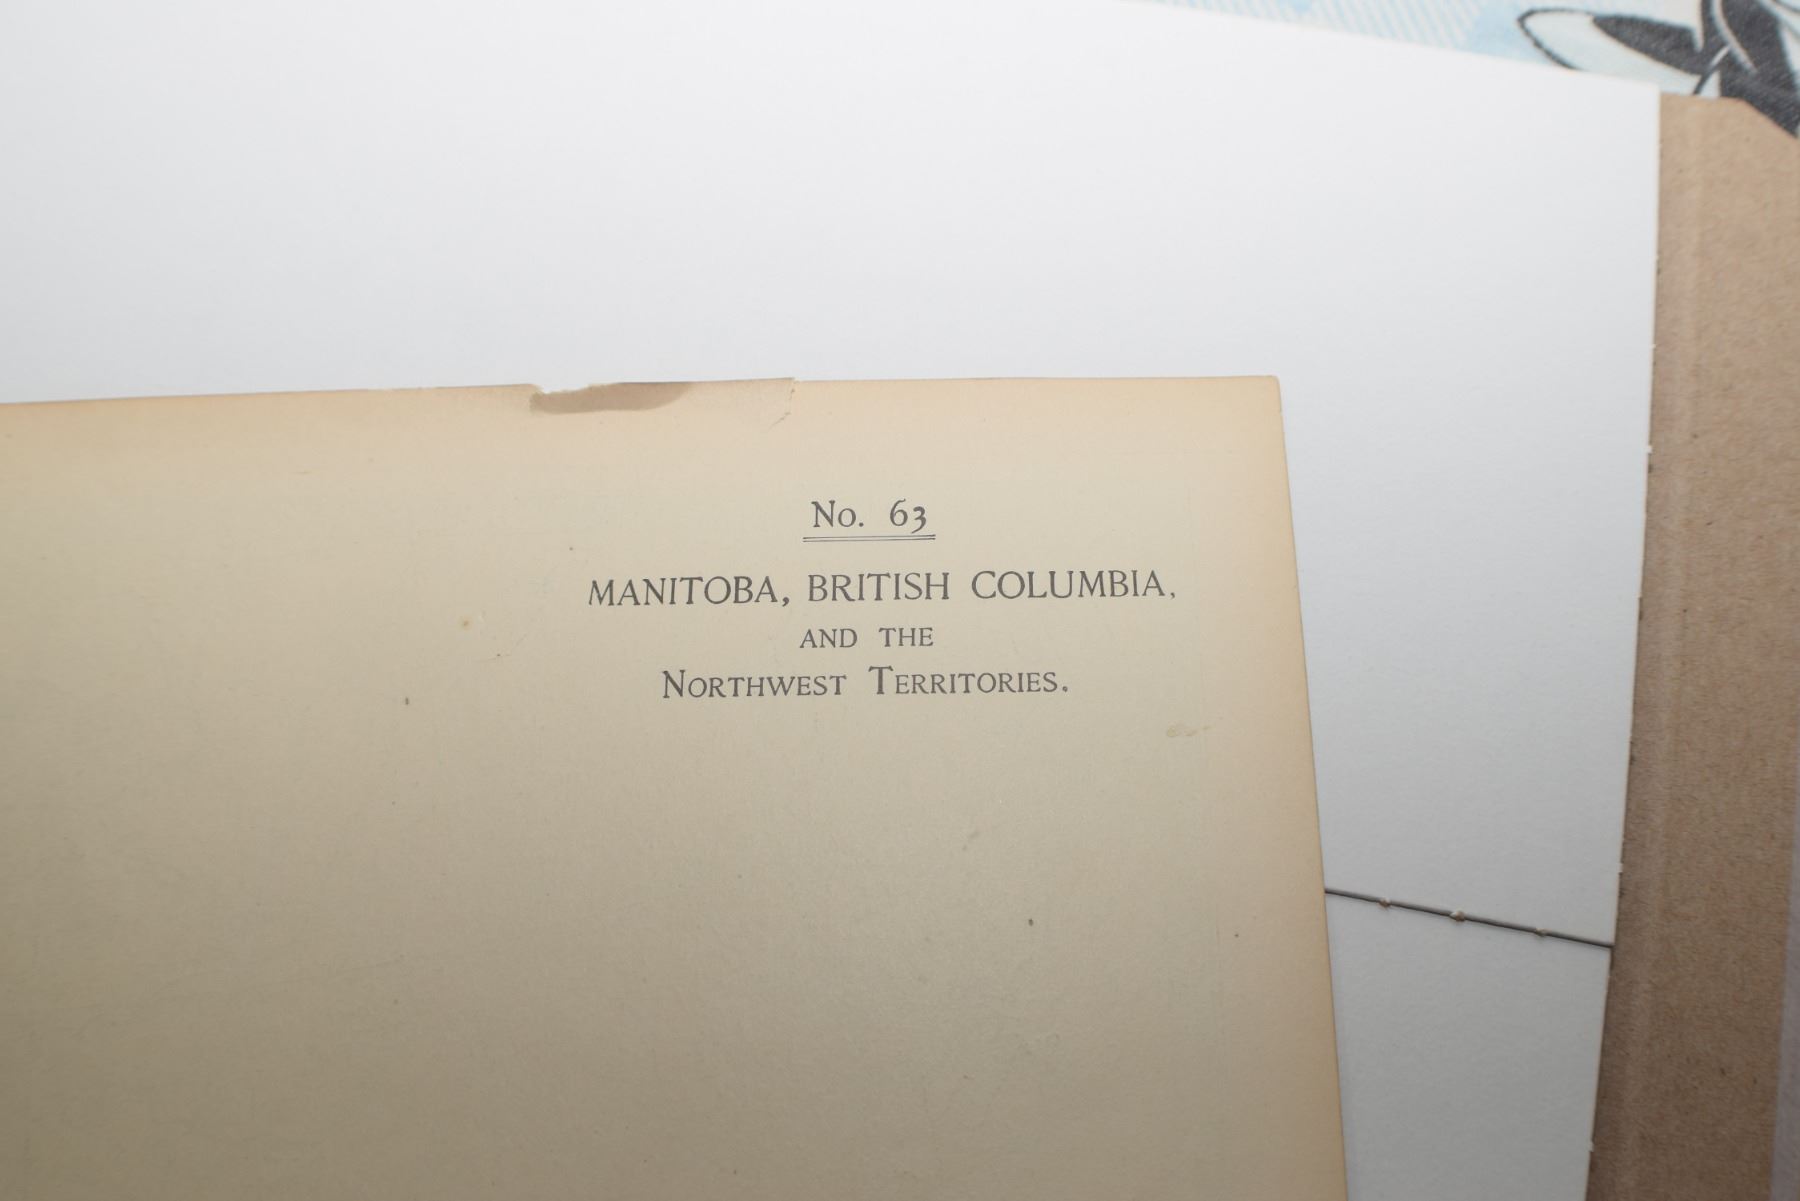 No. 63
MANITOBA, BRITISH COLUMBIA,
AND THE
NORTHWEST TERRITORIES.